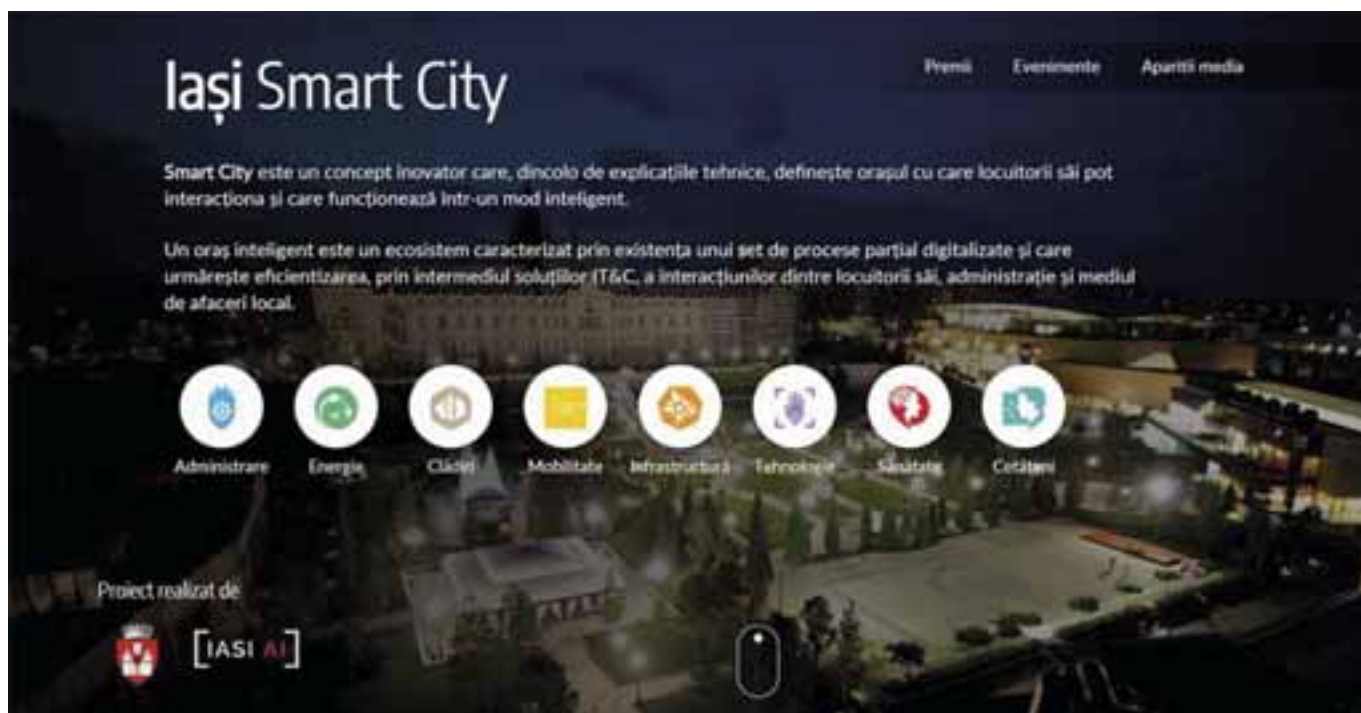 Iași Smart City
Premii Evenimente Aparitii media
Smart City este un concept inovator care, dincolo de explicațiile tehnice, definește orașul cu care locuitorii săi pot
interacționa și care funcționează într-un mod inteligent.
Un oraș inteligent este un ecosistem caracterizat prin existența unui set de procese parțial digitalizate și care
urmărește eficientizarea, prin intermediul soluțiilor IT&C, a interacțiunilor dintre locuitorii săi, administrație și mediul
de afaceri local.
Administrare Energie Clădiri Mobilitate Infrastructură Tehnologie Sănătate Cetățeni
Proiect realizat de
[IASI AI]